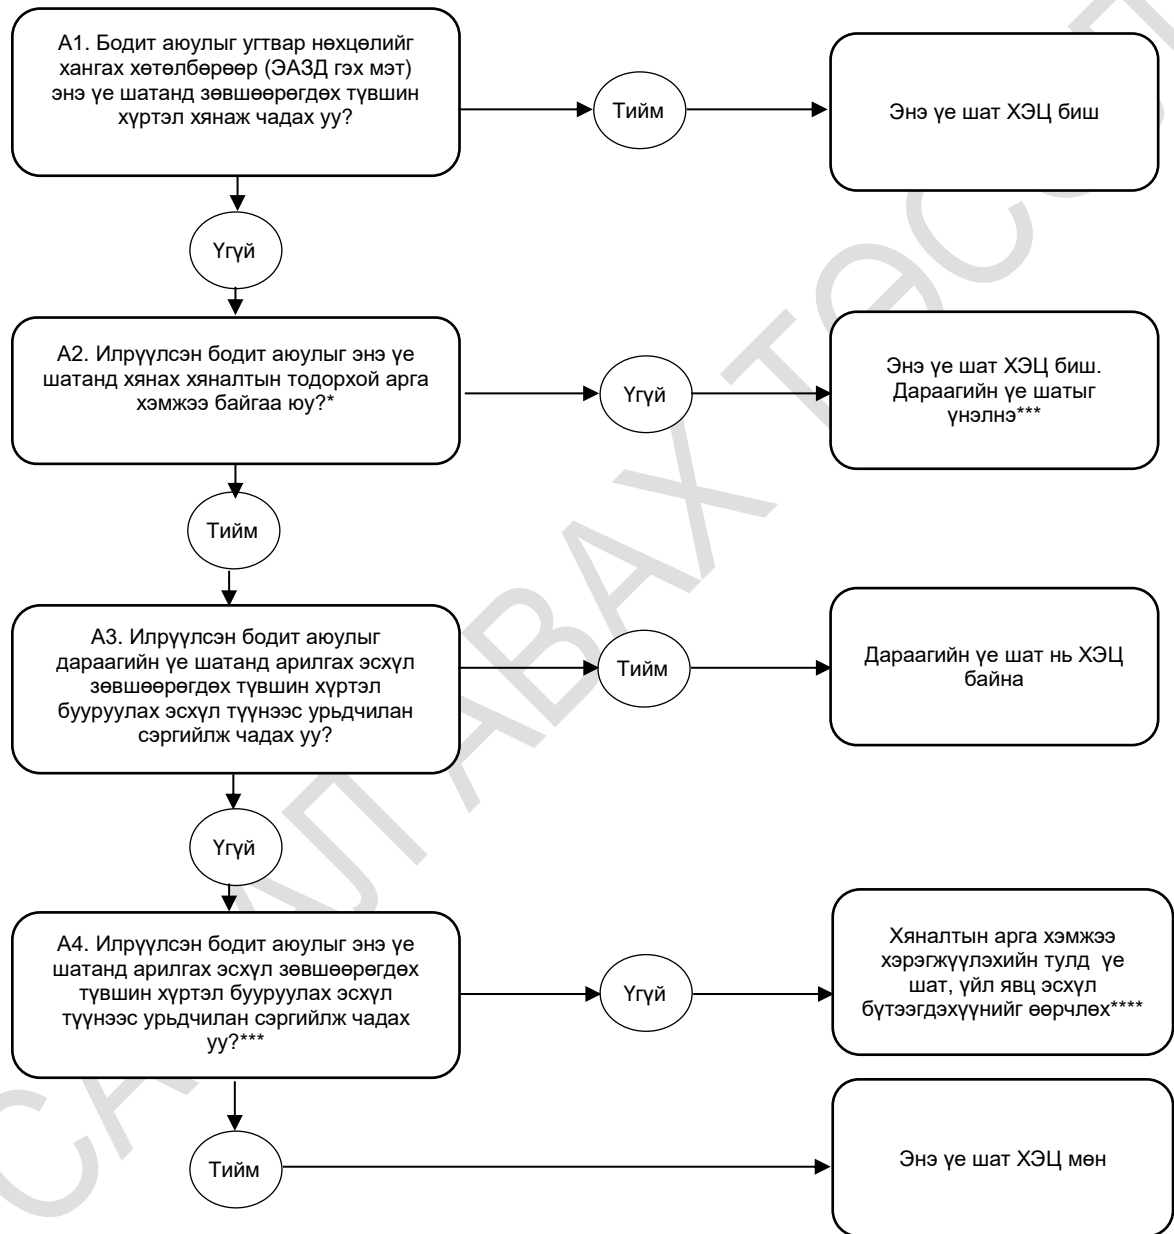 А1. Бодит аюулыг угтвар нөхцөлийг
хангах хөтөлбөрөөр (ЭАЗД гэх мэт)
энэ үе шатанд зөвшөөрөгдөх түвшин
хүртэл хянаж чадах уу?
Тийм
Энэ үе шат ХЭЦ биш
Үгүй
А2. Илрүүлсэн бодит аюулыг энэ үе
шатанд хянах хяналтын тодорхой арга
хэмжээ байгаа юу?*
Үгүй
Энэ үе шат ХЭЦ биш.
Дараагийн үе шатыг
үнэлнэ***
Тийм
А3. Илрүүлсэн бодит аюулыг
дараагийн үе шатанд арилгах эсхүл
зөвшөөрөгдөх түвшин хүртэл
бууруулах эсхүл түүнээс урьдчилан
сэргийлж чадах уу?
Тийм
Дараагийн үе шат нь ХЭЦ
байна
Үгүй
А4. Илрүүлсэн бодит аюулыг энэ үе
шатанд арилгах эсхүл зөвшөөрөгдөх
түвшин хүртэл бууруулах эсхүл
түүнээс урьдчилан сэргийлж чадах
уу?***
Үгүй
Хяналтын арга хэмжээ
хэрэгжүүлэхийн тулд үе
шат, үйл явц эсхүл
бүтээгдэхүүнийг өөрчлөх****
Тийм
Энэ үе шат ХЭЦ мөн
АВАХ